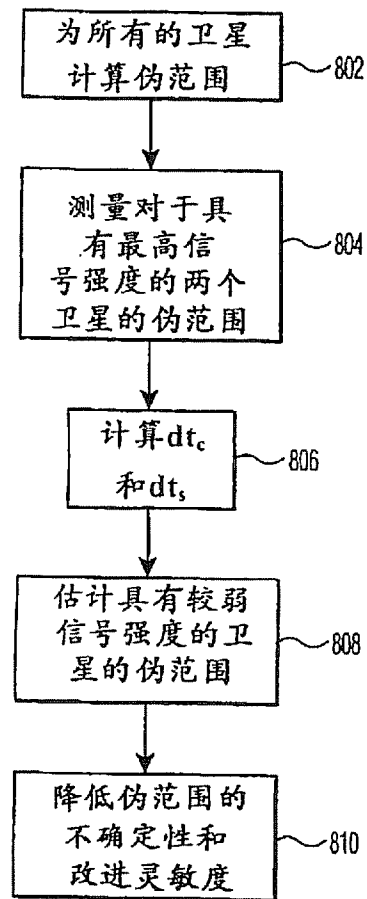 为所有的卫星
计算伪范围
802
测量对于具
有最高信
号强度的两个
卫星的伪范围
804
计算dtc
和dts
806
估计具有较弱
信号强度的卫
星的伪范围
808
降低伪范围的
不确定性和
改进灵敏度
810